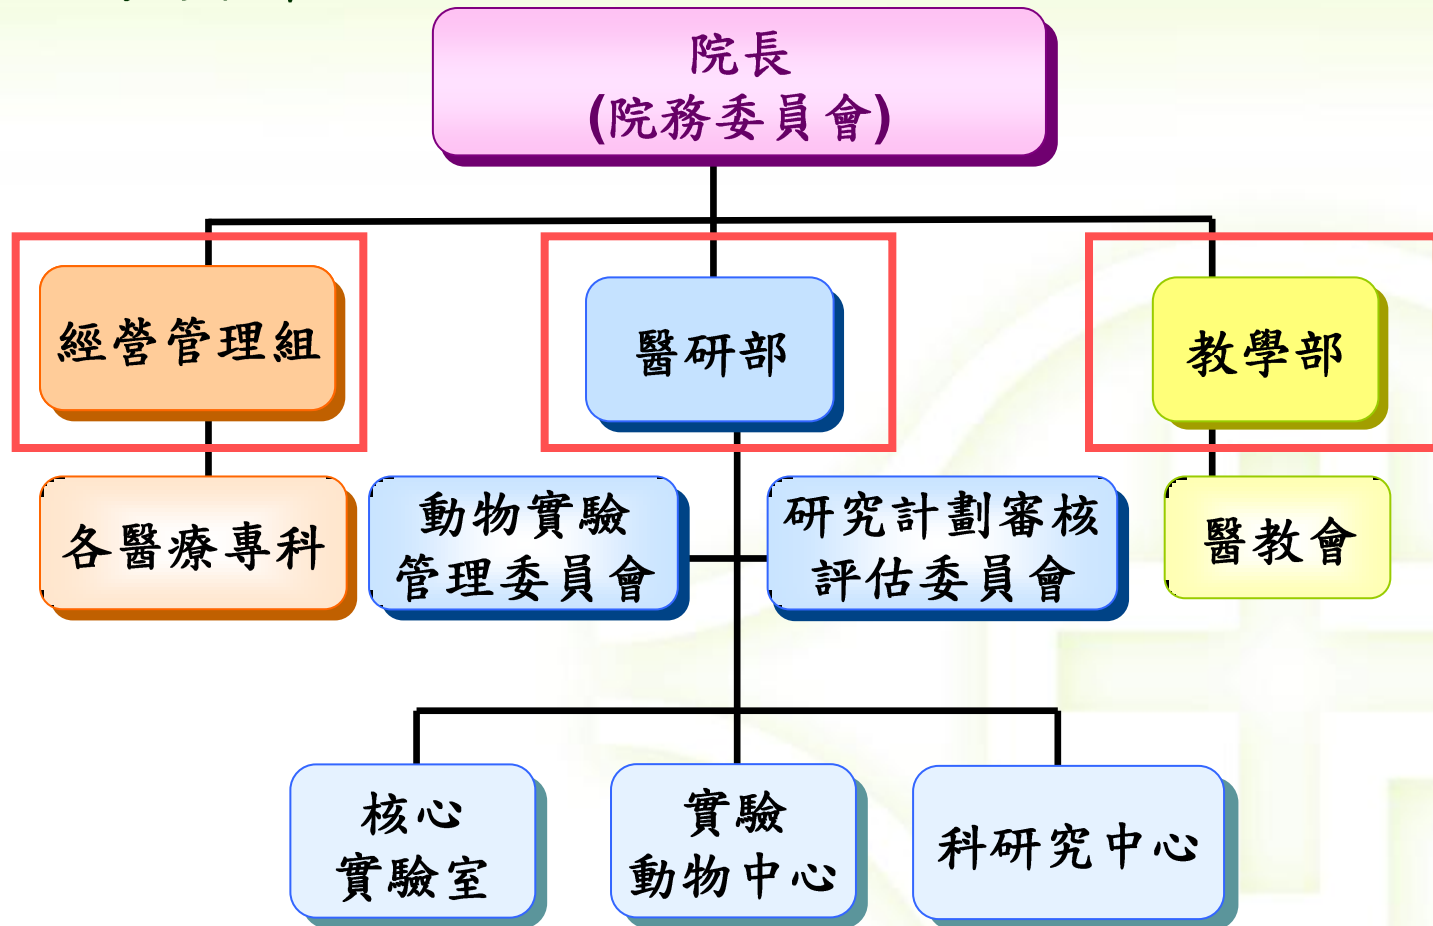 院長
(院務委員會)
經營管理組
醫研部
教學部
各醫療專科
動物實驗
管理委員會
研究計劃審核
評估委員會
醫教會
核心
實驗室
實驗
動物中心
科研究中心